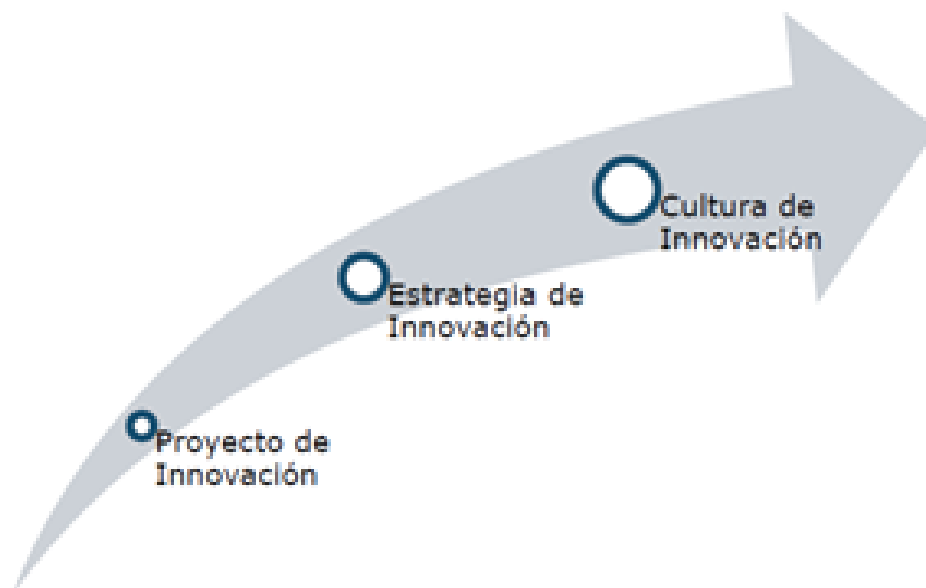 Cultura de
Innovación
Estrategia de
Innovación
Proyecto de
Innovación